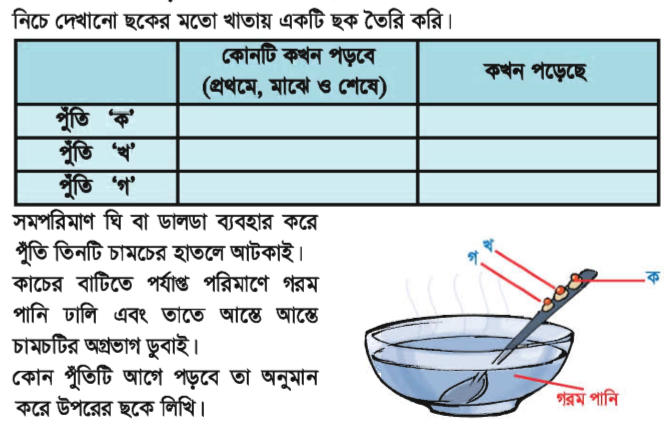 নিচে দেখানো ছকের মতো খাতায় একটি ছক তৈরি করি।
কোনটি কখন পড়বে
(প্রথমে, মাঝে ও শেষে)
কখন পড়েছে
পুঁতি ‘ক’
পুঁতি ‘খ’
পুঁতি ‘গ’
সমপরিমাণ ঘি বা ডালডা ব্যবহার করে
পুঁতি তিনটি চামচের হাতলে আটকাই।
কাচের বাটিতে পর্যাপ্ত পরিমাণে গরম
পানি ঢালি এবং তাতে আস্তে আস্তে
চামচটির অগ্রভাগ ডুবাই।
কোন পুঁতিটি আগে পড়বে তা অনুমান
করে উপরের ছকে লিখি।
খ
গ
ক
গরম পানি